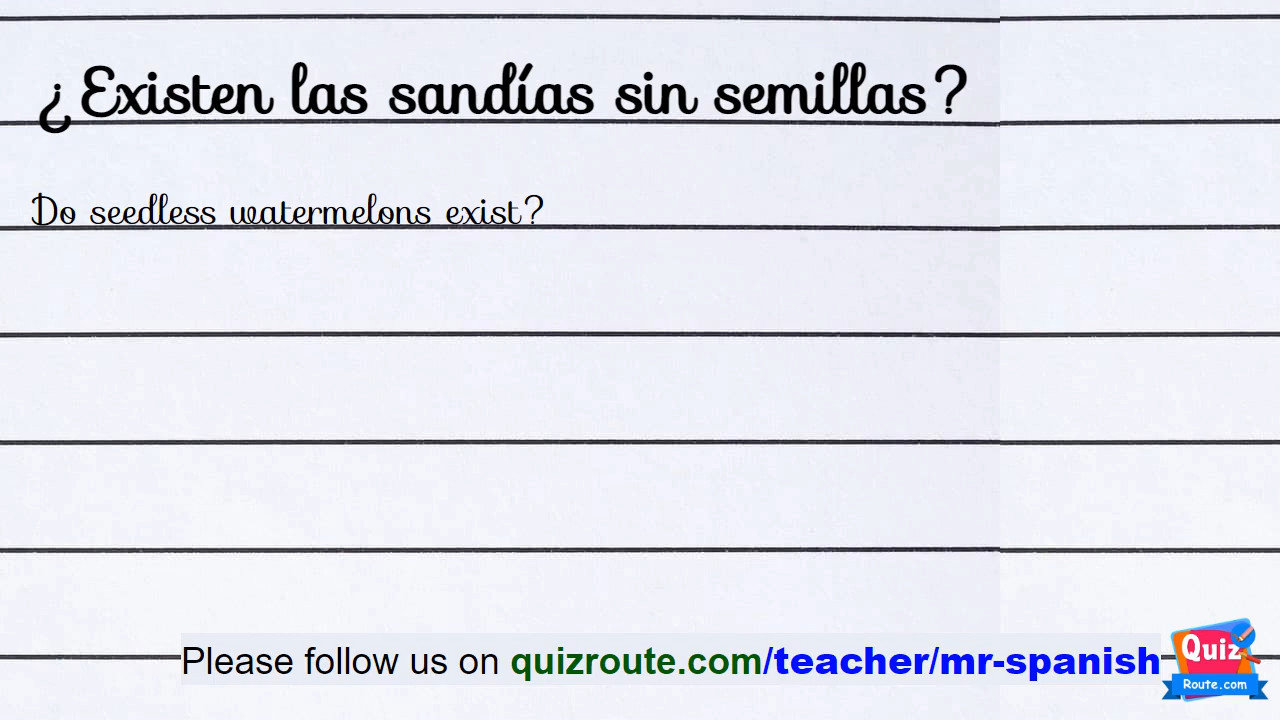 ¿Existen las sandías sin semillas?
Do seedless watermelons exist?
Please follow us on quizroute.com/teacher/mr-spanish
Quiz
Route.com